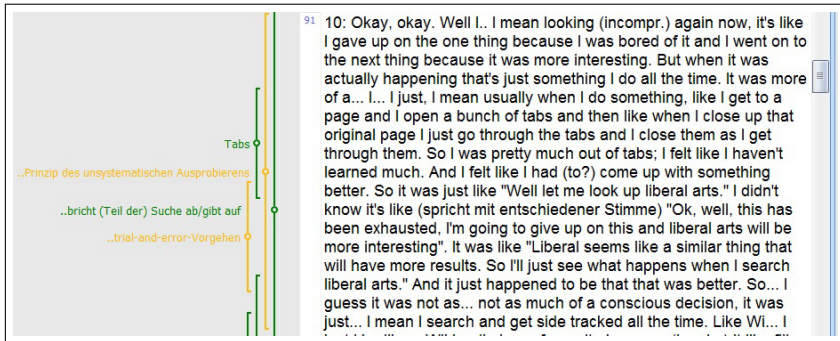 91
10: Okay, okay. Well I.. I mean looking (incompr.) again now, it's like
I gave up on the one thing because I was bored of it and I went on to
the next thing because it was more interesting. But when it was
actually happening that's just something I do all the time. It was more
of a... I... I just, I mean usually when I do something, like I get to a
page and I open a bunch of tabs and then like when I close up that
original page I just go through the tabs and I close them as I get
through them. So I was pretty much out of tabs; I felt like I haven't
learned much. And I felt like I had (to?) come up with something
better. So it was just like "Well let me look up liberal arts." I didn't
know it's like (spricht mit entschiedener Stimme) "Ok, well, this has
been exhausted, I'm going to give up on this and liberal arts will be
more interesting". It was like "Liberal seems like a similar thing that
will have more results. So I'll just see what happens when I search
liberal arts." And it just happened to be that that was better. So... I
guess it was not as... not as much of a conscious decision, it was
just... I mean I search and get side tracked all the time. Like Wi... I
Tabs
..Prinzip des unsystematischen Ausprobierens
..bricht (Teil der) Suche ab/gibt auf
..trial-and-error-Vorgehen